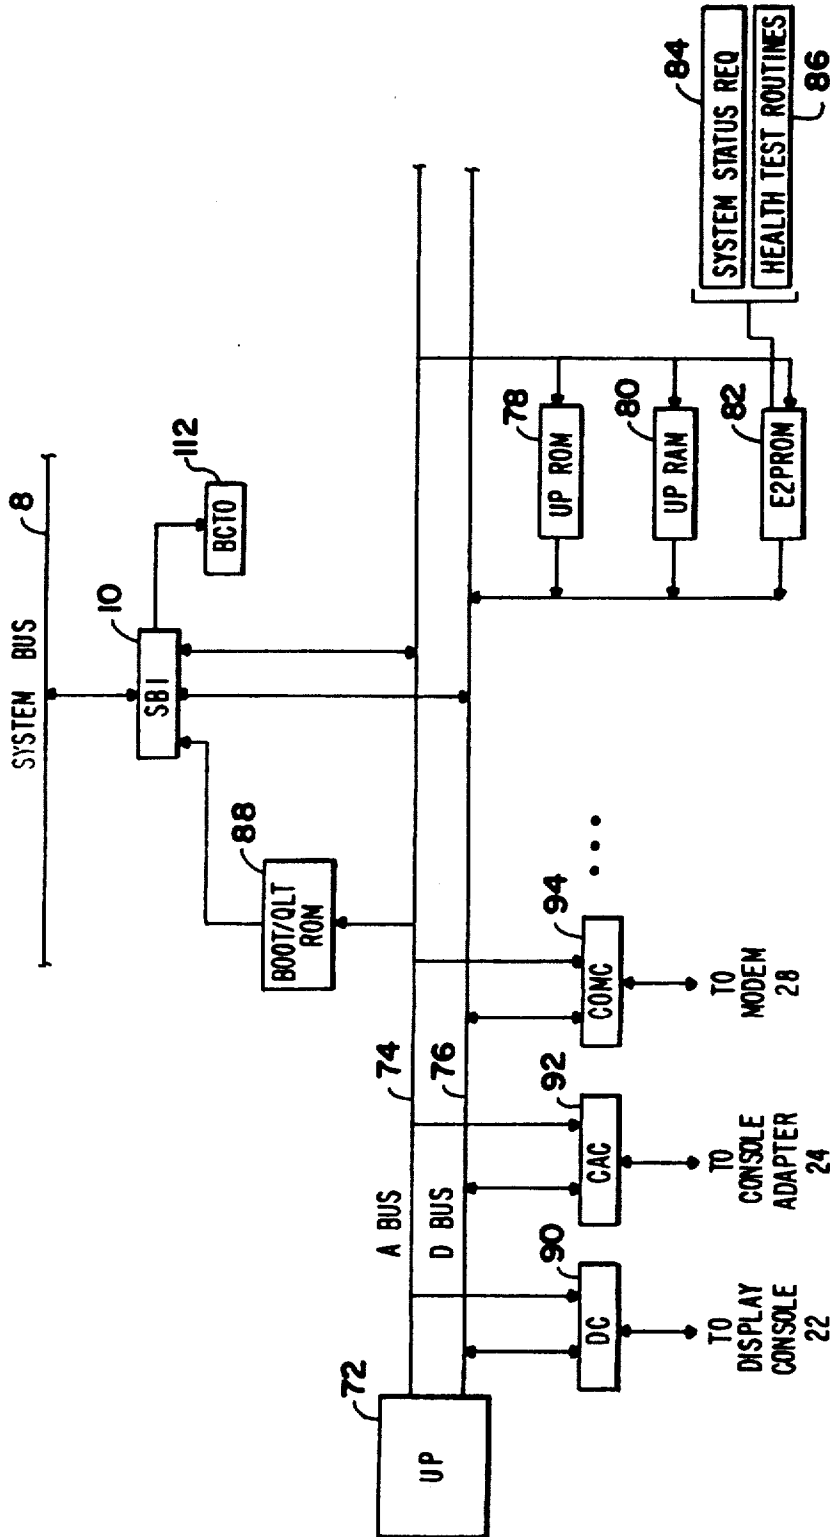 SYSTEM BUS
8
10
SBI
112
BCTO
88
BOOT/QLT
ROM
72
UP
A BUS
74
D BUS
76
90
DC
TO
DISPLAY
CONSOLE
22
92
CAC
TO
CONSOLE
ADAPTER
24
94
COMC
TO
MODEM
28
78
UP ROM
80
UP RAM
82
E2PROM
84
SYSTEM STATUS REQ
HEALTH TEST ROUTINES
86